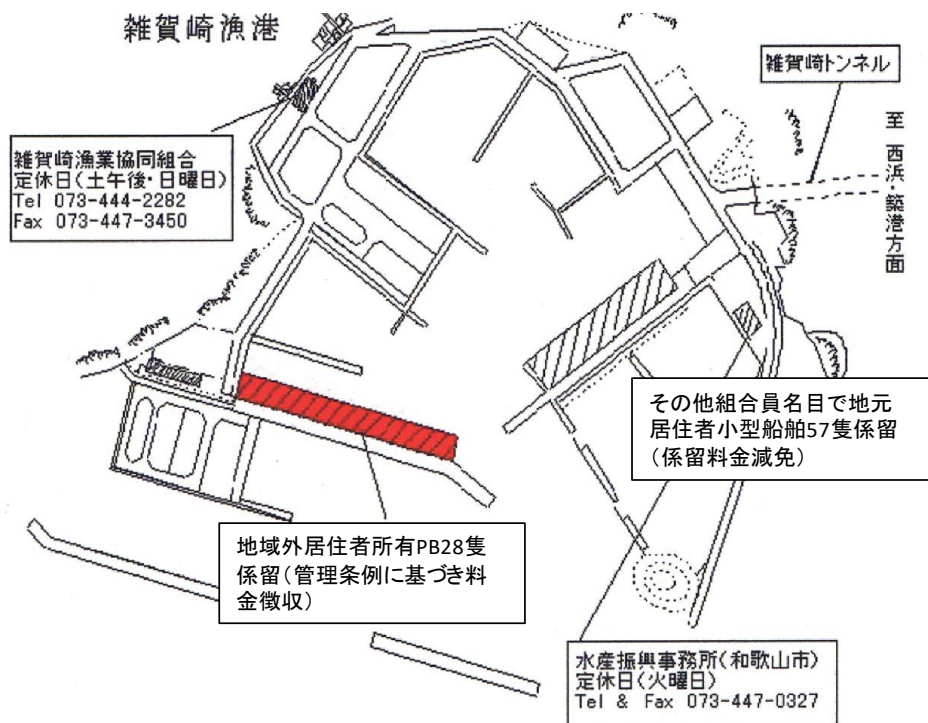 雑賀崎漁港
雑賀崎トンネル
至 西浜・築港方面
雑賀崎漁業協同組合
定休日(土午後・日曜日)
Tel 073-444-2282
Fax 073-447-3450
その他組合員名目で地元
居住者小型船舶57隻係留
(係留料金減免)
地域外居住者所有PB28隻
係留(管理条例に基づき料
金徴収)
水産振興事務所(和歌山市)
定休日(火曜日)
Tel & Fax 073-447-0327